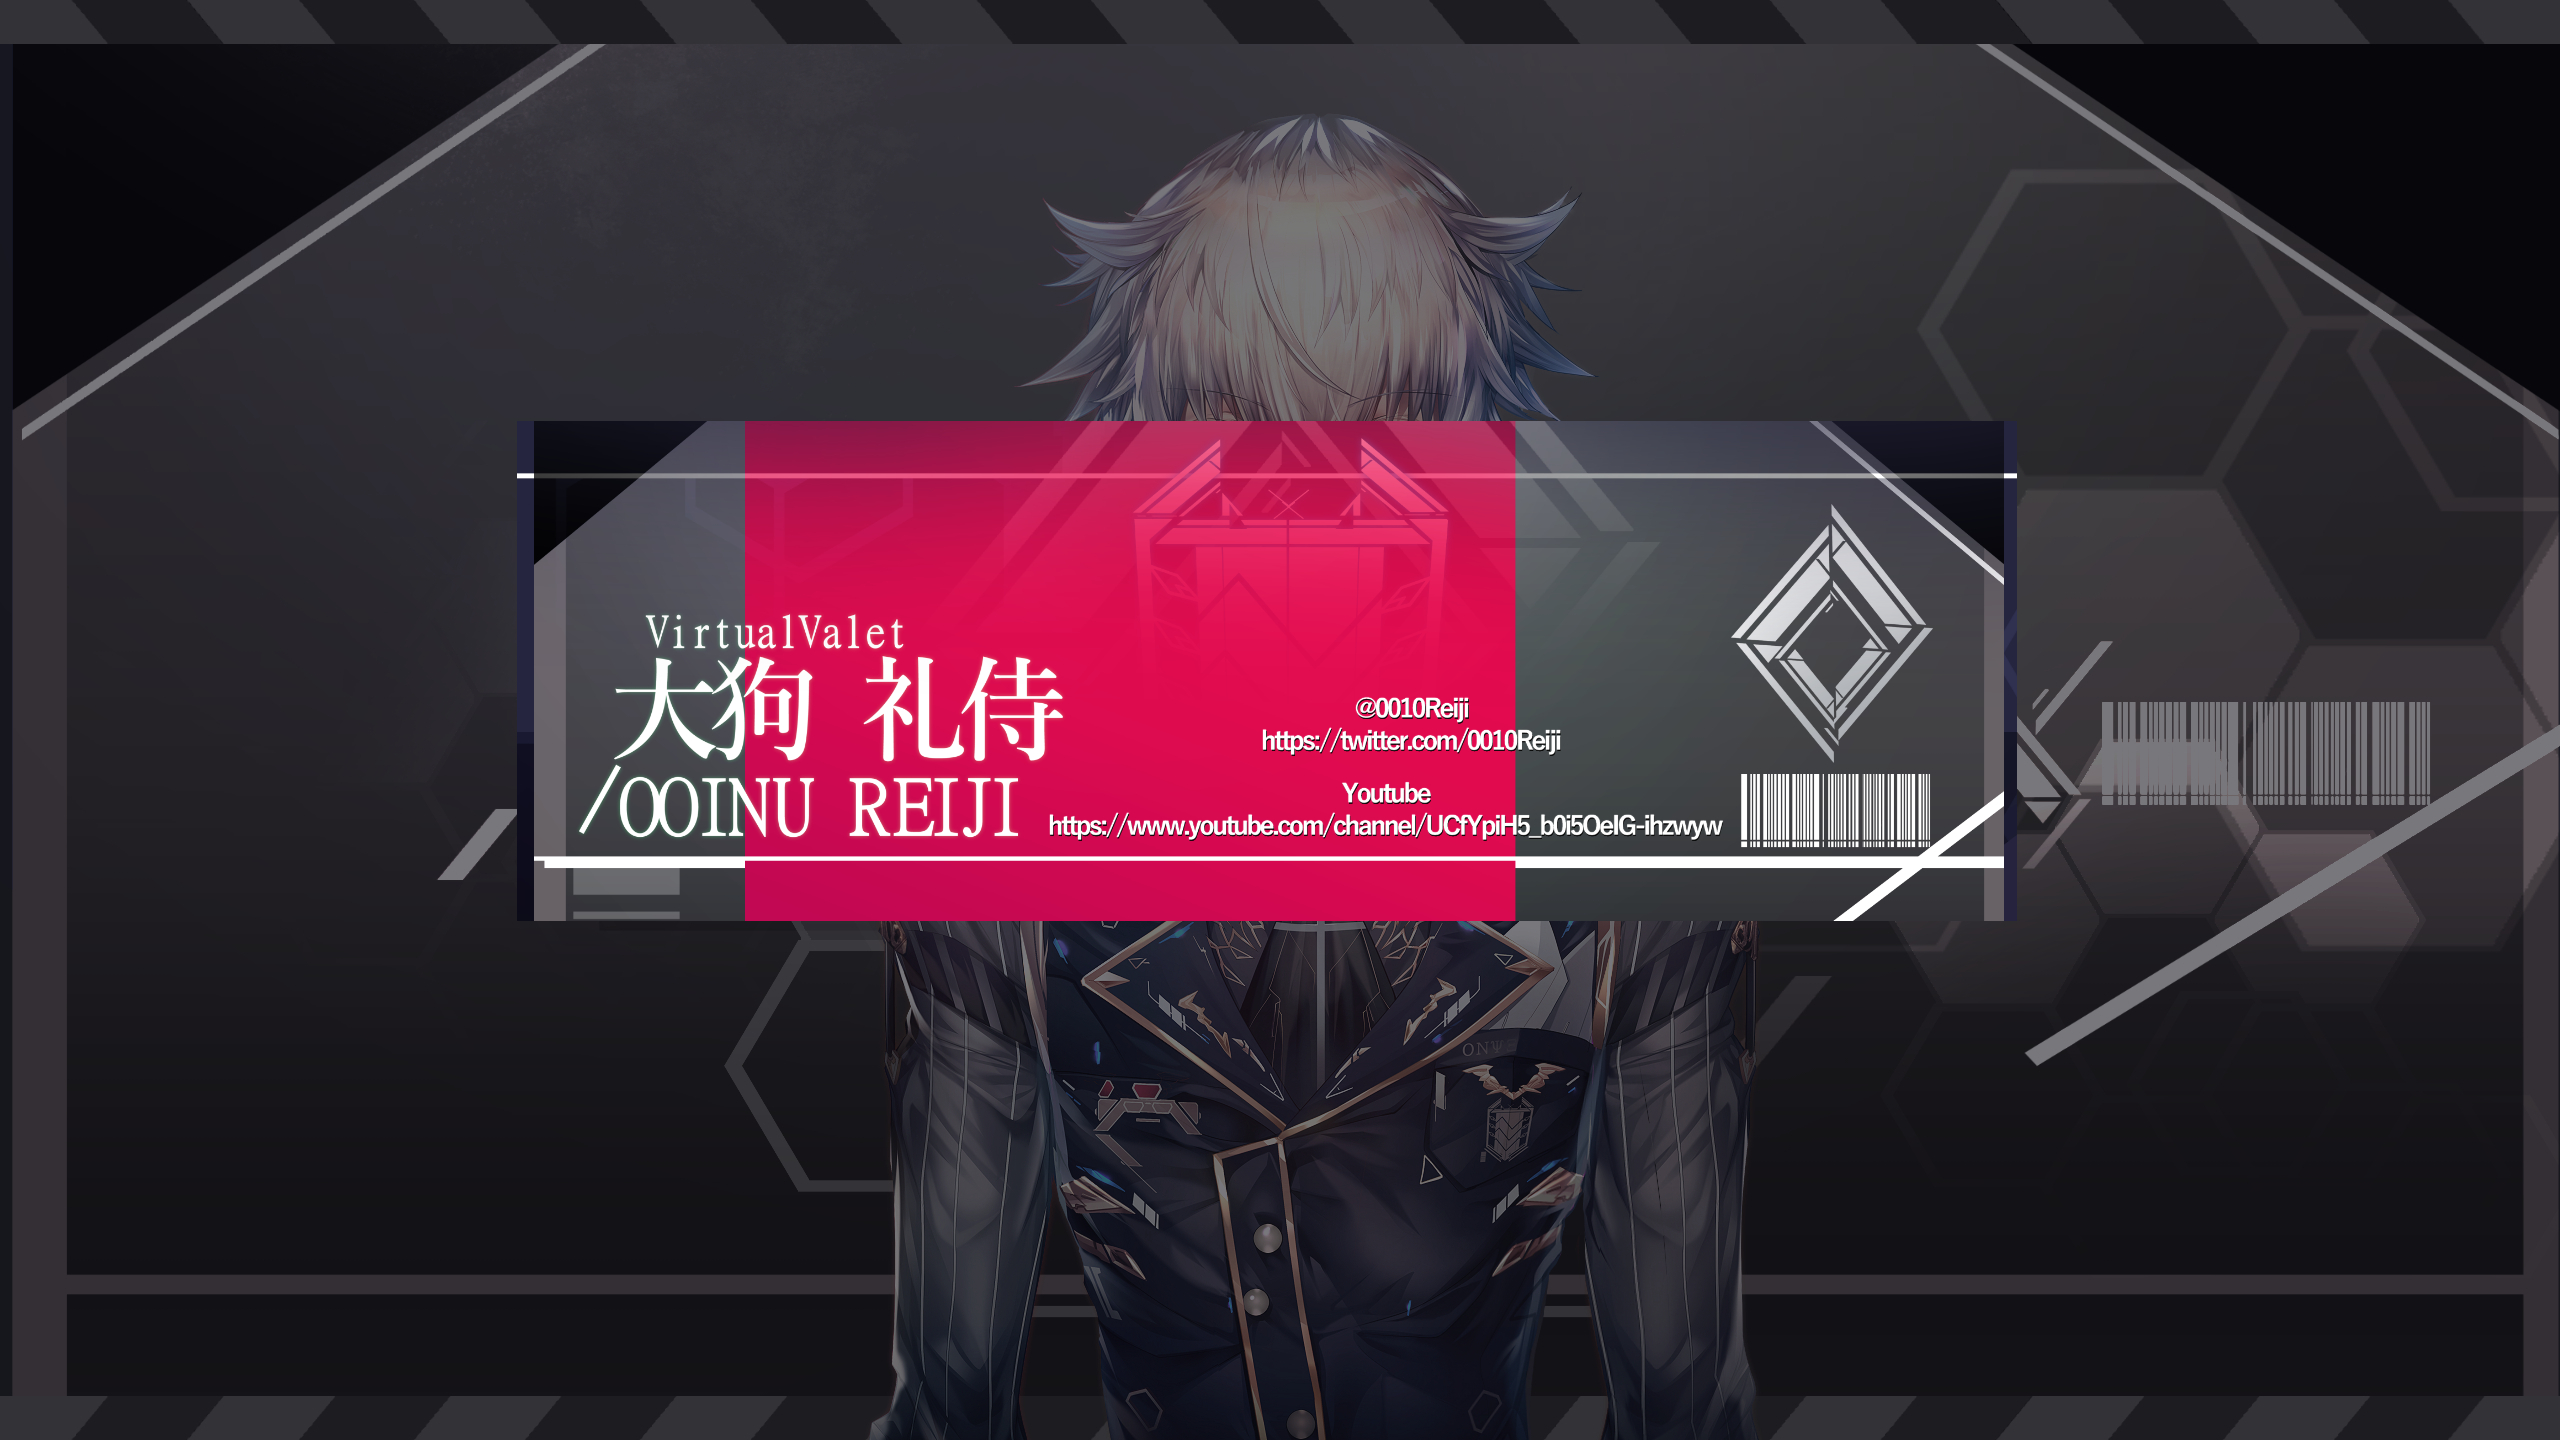 VirtualValet
大狗 礼侍
/OOINU REIJI
@0010Reiji
https://twitter.com/0010Reiji
Youtube
https://www.youtube.com/channel/UCfYpiH5_b0i5OeIG-ihzwyw